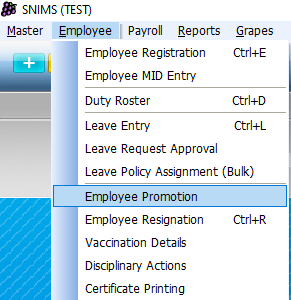 SNIMS (TEST)
Master Employee Payroll Reports Grapes
Employee Registration Ctrl+E
Employee MID Entry
Duty Roster Ctrl+D
Leave Entry Ctrl+L
Leave Request Approval
Leave Policy Assignment (Bulk)
Employee Promotion
Employee Resignation Ctrl+R
Vaccination Details
Disciplinary Actions
Certificate Printing